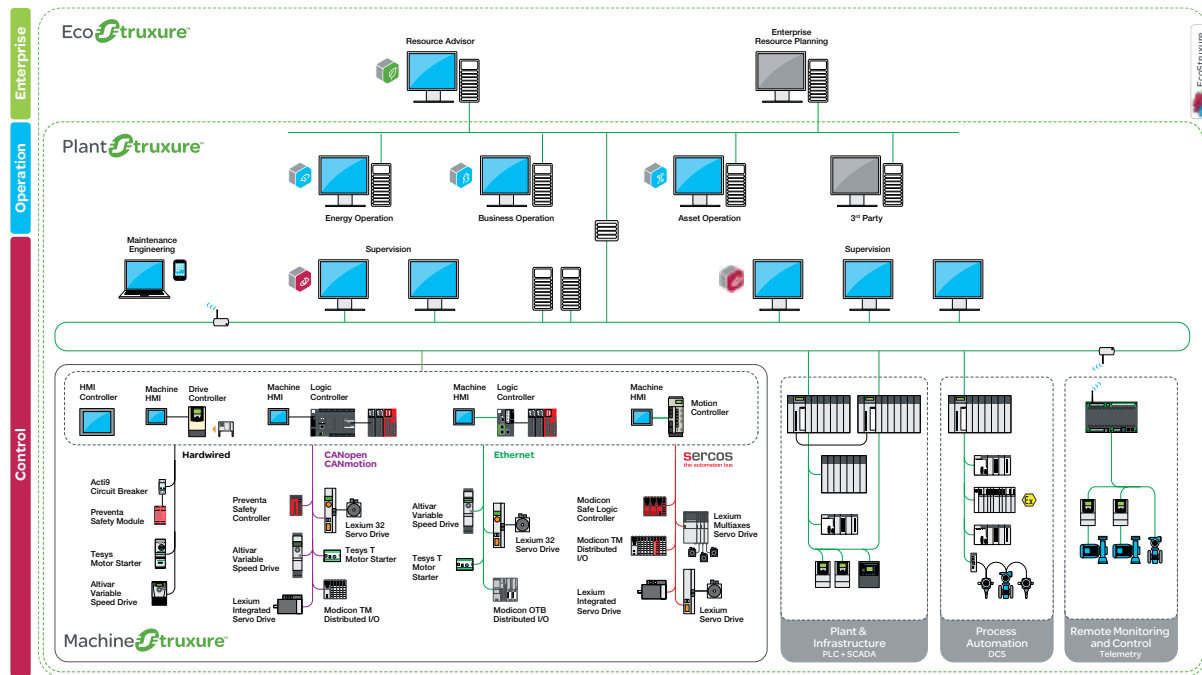 Enterprise
Operation
Control
EcoStruxure™
EcoStruxure
Resource Advisor
Enterprise
Resource Planning
PlantStruxure™
Energy Operation
Business Operation
Asset Operation
3rd Party
Maintenance
Engineering
Supervision
Supervision
HMI
Controller
Machine
HMI
Drive
Controller
Machine
HMI
Logic
Controller
Machine
HMI
Logic
Controller
Machine
HMI
Motion
Controller
Hardwired
CANopen
CANmotion
Ethernet
sercos
the automation bus
Acti9
Circuit Breaker
Preventa
Safety Module
Tesys
Motor Starter
Altivar
Variable
Speed Drive
Preventa
Safety
Controller
Lexium 32
Servo Drive
Altivar
Variable
Speed Drive
Tesys T
Motor Starter
Lexium
Integrated
Servo Drive
Modicon TM
Distributed I/O
Altivar
Variable
Speed Drive
Lexium 32
Servo Drive
Tesys T
Motor
Starter
Modicon OTB
Distributed I/O
Modicon
Safe Logic
Controller
Lexium
Multiaxes
Servo Drive
Modicon TM
Distributed
I/O
Lexium
Integrated
Servo Drive
Lexium
Servo Drive
MachineStruxure™
Plant &
Infrastructure
PLC + SCADA
Process
Automation
DCS
Remote Monitoring
and Control
Telemetry